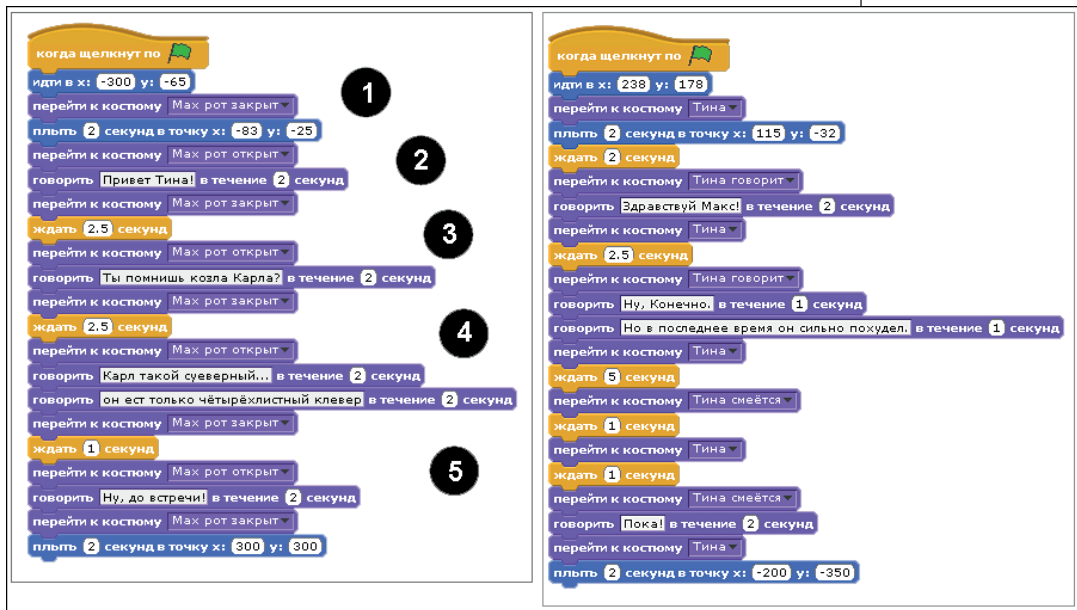 когда щелкнут по
идти в x: -300 y: -65
перейти к костюму Мах рот закрыт
плыть 2 секунд в точку x: -83 y: -25
перейти к костюму Мах рот открыт
говорить Привет Тина! в течение 2 секунд
перейти к костюму Мах рот закрыт
ждать 2.5 секунд
перейти к костюму Мах рот открыт
говорить Ты помнишь козла Карла? в течение 2 секунд
перейти к костюму Мах рот закрыт
ждать 2.5 секунд
перейти к костюму Мах рот открыт
говорить Карл такой суеверный... в течение 2 секунд
говорить он ест только чётырёхлистный клевер в течение 2 секунд
перейти к костюму Мах рот закрыт
ждать 1 секунд
перейти к костюму Мах рот открыт
говорить Ну, до встречи! в течение 2 секунд
перейти к костюму Мах рот закрыт
плыть 2 секунд в точку x: 300 y: 300
1
2
3
4
5
когда щелкнут по
идти в x: 238 y: 178
перейти к костюму Тина
плыть 2 секунд в точку x: 115 y: -32
ждать 2 секунд
перейти к костюму Тина говорит
говорить Здравствуй Макс! в течение 2 секунд
перейти к костюму Тина
ждать 2.5 секунд
перейти к костюму Тина говорит
говорить Ну, Конечно. в течение 1 секунд
говорить Но в последнее время он сильно похудел. в течение 1 секунд
перейти к костюму Тина
ждать 5 секунд
перейти к костюму Тина смеётся
ждать 1 секунд
перейти к костюму Тина
ждать 1 секунд
перейти к костюму Тина смеётся
говорить Пока! в течение 2 секунд
перейти к костюму Тина
плыть 2 секунд в точку x: -200 y: -350